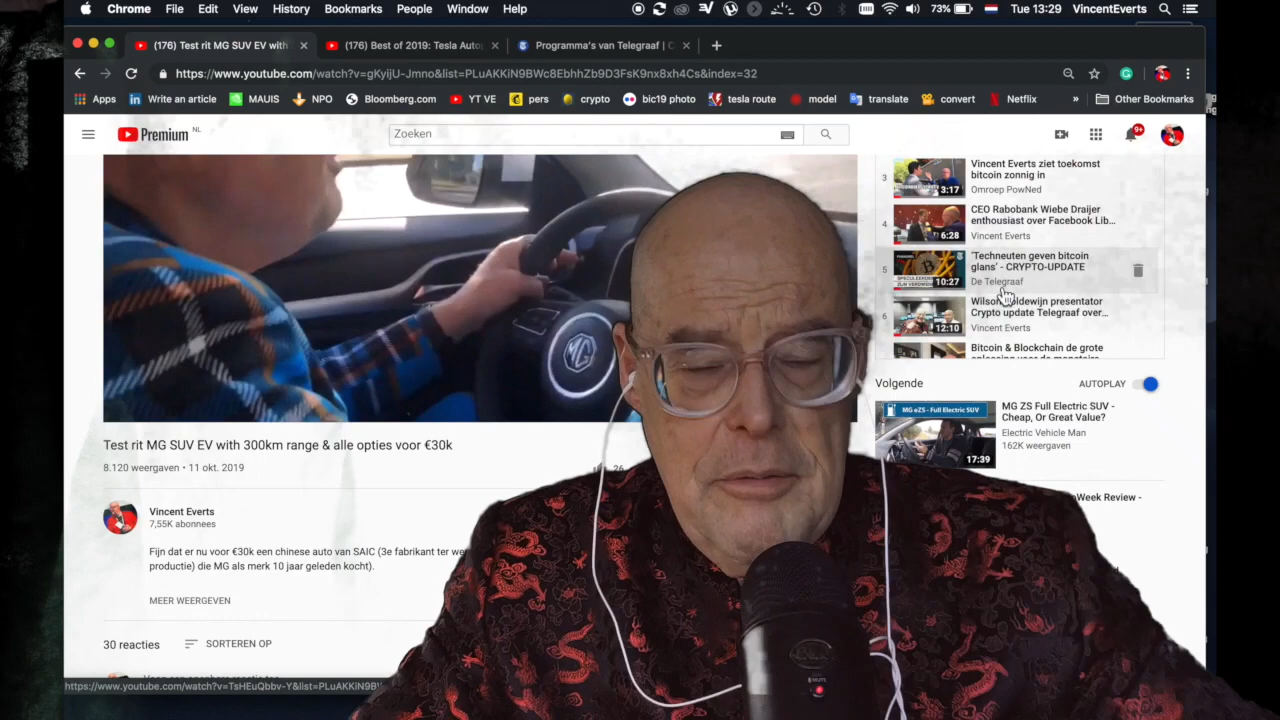 Chrome File Edit View History Bookmarks People Window Help 73% Tue 13:29 VincentEverts
(176) Test rit MG SUV EV with
(176) Best of 2019: Tesla Auto
Programma's van Telegraaf | C
https://www.youtube.com/watch?v=gKyijU-Jmno&list=PLuAKKiN9BWc8EbhhZb9D3FsK9nx8xh4Cs&index=32
Apps Write an article MAUIS NPO Bloomberg.com YT VE pers crypto bic19 photo tesla route model translate convert Netflix » Other Bookmarks
Premium NL
Zoeken
9+
3
3:17
Vincent Everts ziet toekomst
bitcoin zonnig in
Omroep PowNed
4
6:28
CEO Rabobank Wiebe Draijer
enthousiast over Facebook Lib...
Vincent Everts
5
10:27
'Techneuten geven bitcoin
glans' - CRYPTO-UPDATE
De Telegraaf
6
12:10
presentator
Crypto update Telegraaf over...
Vincent Everts
Bitcoin & Blockchain de grote
MG
Volgende
AUTOPLAY
MG eZS - Full Electric SUV
17:39
MG ZS Full Electric SUV -
Cheap, Or Great Value?
Electric Vehicle Man
162K weergaven
Week Review -
Test rit MG SUV EV with 300km range & alle opties voor €30k
8.120 weergaven • 11 okt. 2019
26
Vincent Everts
7,55K abonnees
Fijn dat er nu voor €30k een chinese auto van SAIC (3e fabrikant ter we
productie) die MG als merk 10 jaar geleden kocht).
MEER WEERGEVEN
30 reacties
SORTEREN OP
https://www.youtube.com/watch?v=TsHEuQbbv-Y&list=PLuAKKiN9BW
MUTE